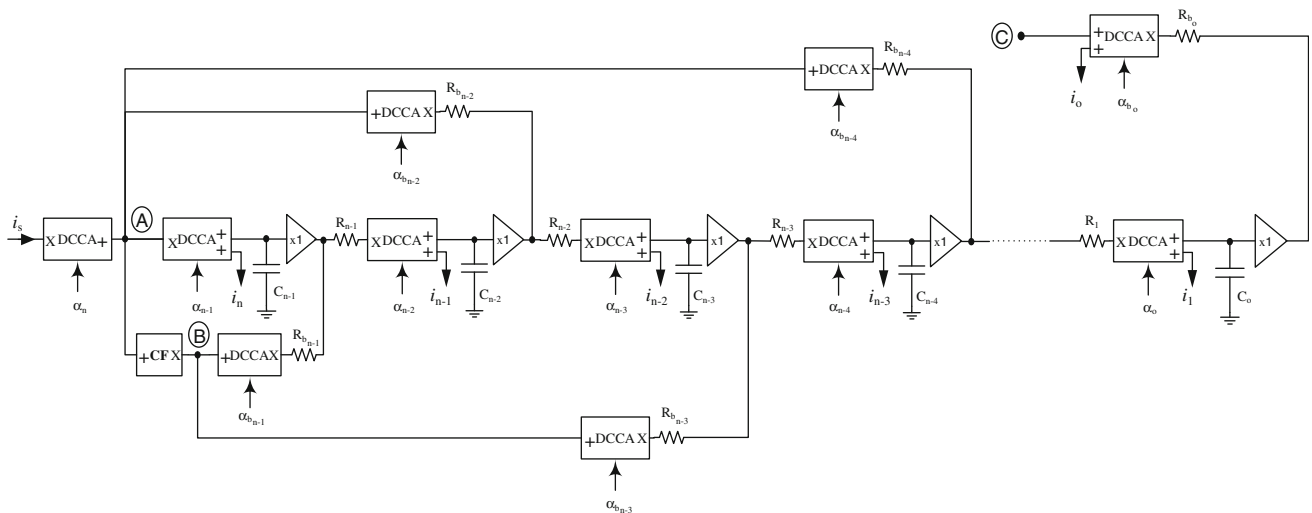 C
+ DCCA X
+
R_{b_o}
i_o
α_{b_o}
+DCCA X
R_{b_{n-4}}
α_{b_{n-4}}
+DCCA X
R_{b_{n-2}}
α_{b_{n-2}}
i_s
X DCCA +
α_n
A
X DCCA +
+
α_{n-1}
i_n
C_{n-1}
x1
R_{n-1}
X DCCA +
+
α_{n-2}
i_{n-1}
C_{n-2}
x1
R_{n-2}
X DCCA +
+
α_{n-3}
i_{n-2}
C_{n-3}
x1
R_{n-3}
X DCCA +
+
α_{n-4}
i_{n-3}
C_{n-4}
x1
R_1
X DCCA +
+
α_o
i_1
C_o
x1
+CF X
B
+DCCAX
R_{b_{n-1}}
α_{b_{n-1}}
+DCCA X
R_{b_{n-3}}
α_{b_{n-3}}